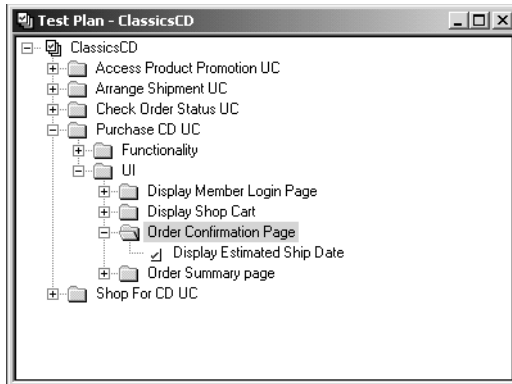 Test Plan - ClassicsCD
ClassicsCD
Access Product Promotion UC
Arrange Shipment UC
Check Order Status UC
Purchase CD UC
Functionality
UI
Display Member Login Page
Display Shop Cart
Order Confirmation Page
Display Estimated Ship Date
Order Summary page
Shop For CD UC